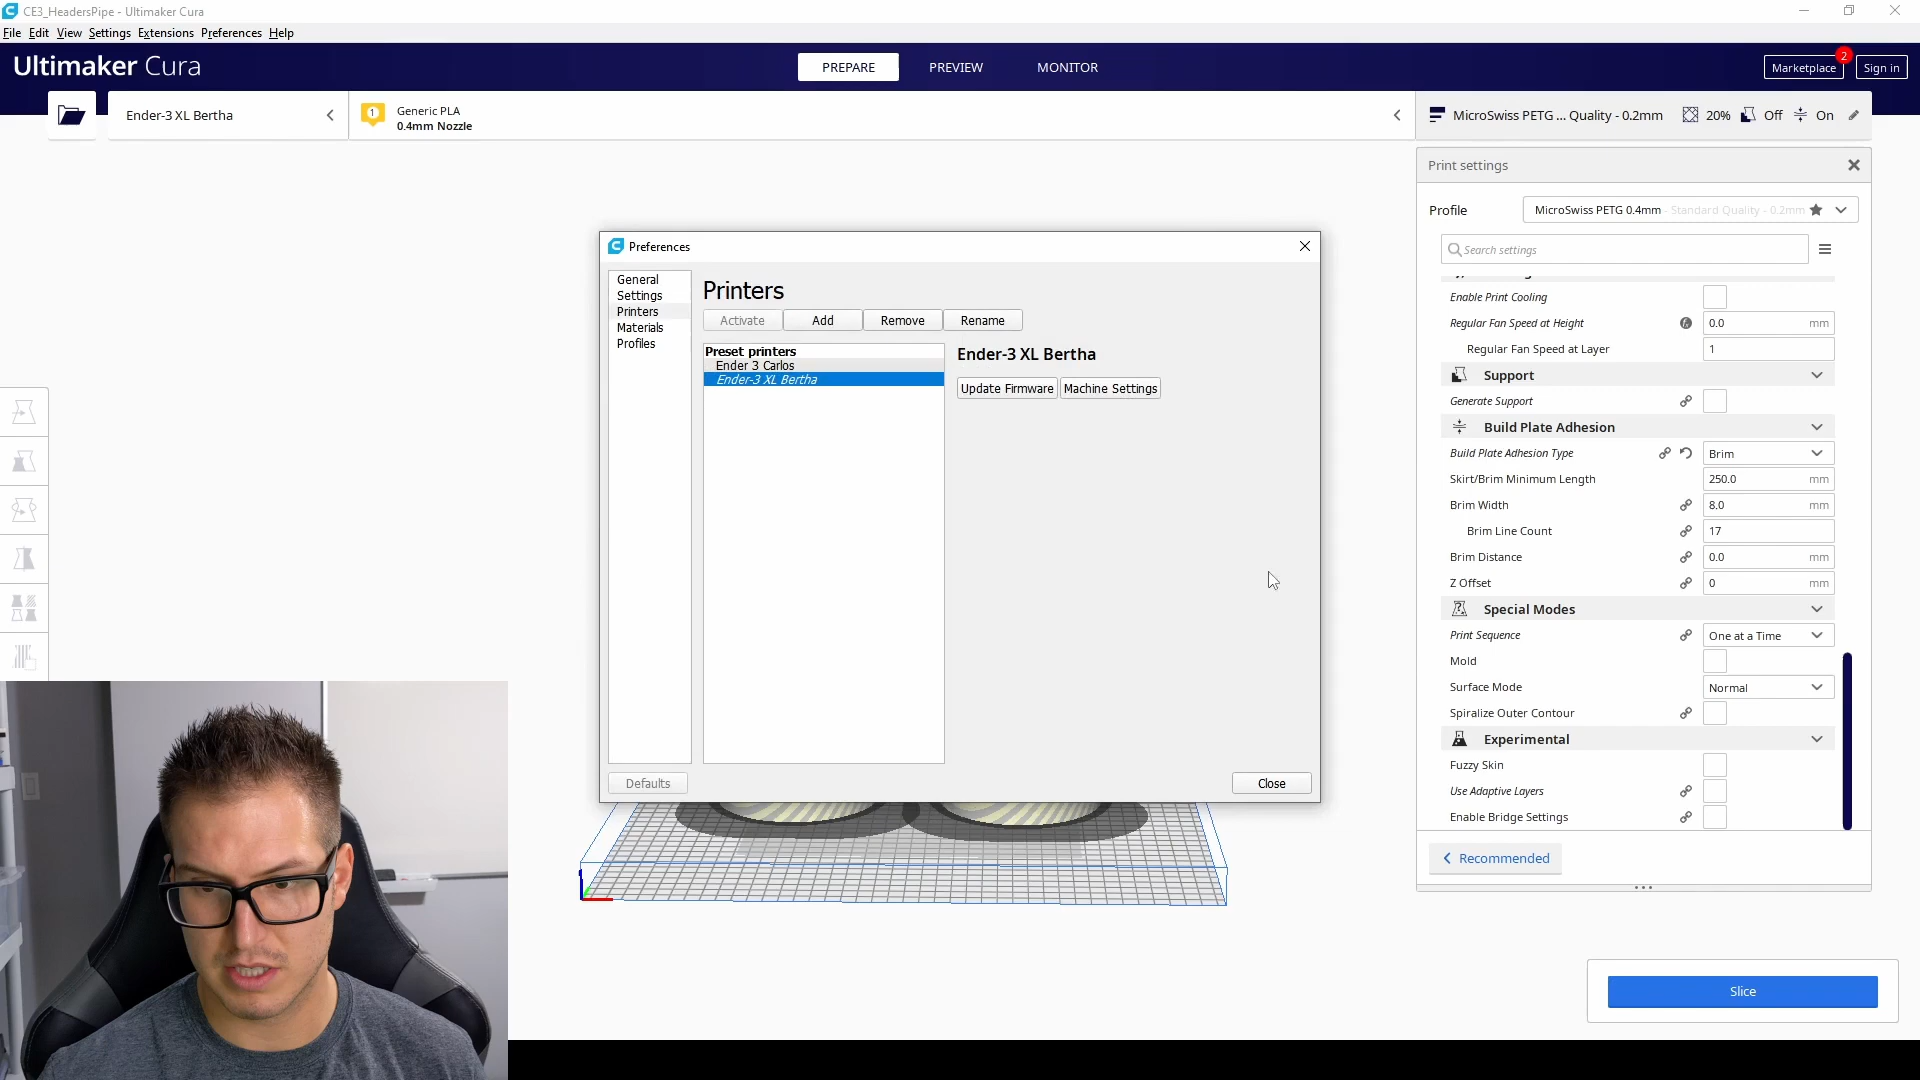 CE3_HeadersPipe - Ultimaker Cura
File Edit View Settings Extensions Preferences Help
Ultimaker Cura
PREPARE
PREVIEW
MONITOR
Marketplace
2
Sign in
Ender-3 XL Bertha
1
Generic PLA
0.4mm Nozzle
MicroSwiss PETG ... Quality - 0.2mm
20%
Off
On
Print settings
Profile
MicroSwiss PETG 0.4mm - Standard Quality - 0.2mm
Search settings
Enable Print Cooling
Regular Fan Speed at Height
0.0 mm
Regular Fan Speed at Layer
1
Support
Generate Support
Build Plate Adhesion
Build Plate Adhesion Type
Brim
Skirt/Brim Minimum Length
250.0 mm
Brim Width
8.0 mm
Brim Line Count
17
Brim Distance
0.0 mm
Z Offset
0 mm
Special Modes
Print Sequence
One at a Time
Mold
Surface Mode
Normal
Spiralize Outer Contour
Experimental
Fuzzy Skin
Use Adaptive Layers
Enable Bridge Settings
Recommended
Slice
Preferences
General
Settings
Printers
Materials
Profiles
Printers
Activate
Add
Remove
Rename
Preset printers
Ender 3 Carlos
Ender-3 XL Bertha
Ender-3 XL Bertha
Update Firmware
Machine Settings
Defaults
Close